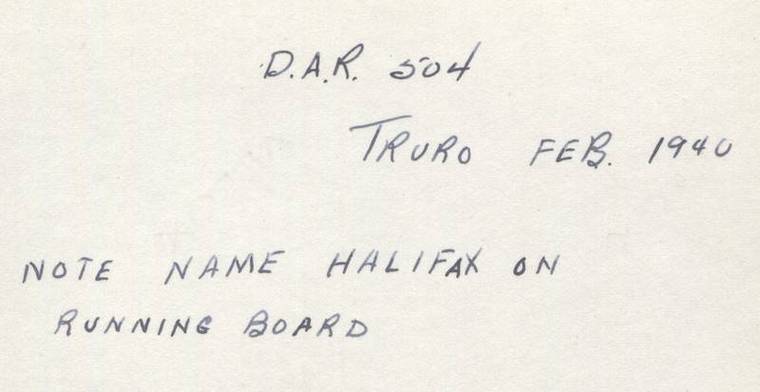 D.A.R. 504
TRURO FEB. 1940
NOTE NAME HALIFAX ON
RUNNING BOARD